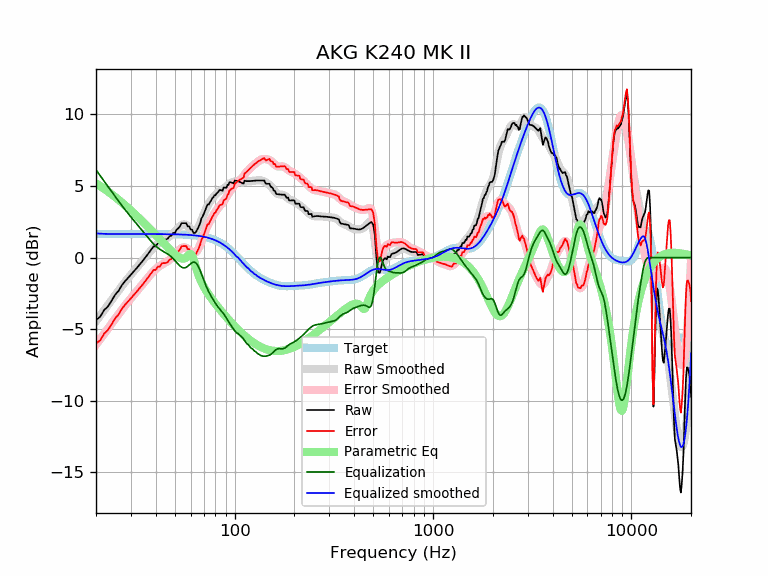 AKG K240 MK II
Amplitude (dBr)
10
5
0
−5
−10
−15
Target
Raw Smoothed
Error Smoothed
Raw
Error
Parametric Eq
Equalization
Equalized smoothed
100
1000
10000
Frequency (Hz)